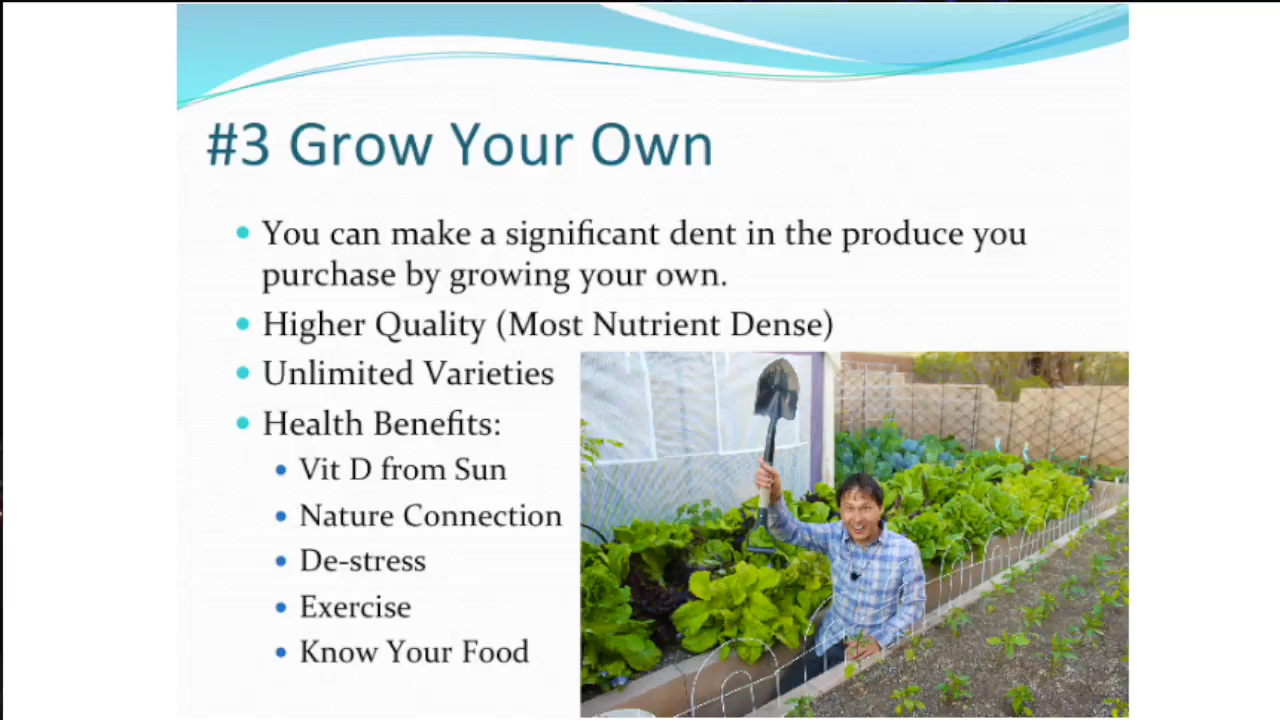 #3 Grow Your Own
You can make a significant dent in the produce you
purchase by growing your own.
Higher Quality (Most Nutrient Dense)
Unlimited Varieties
Health Benefits:
Vit D from Sun
Nature Connection
De-stress
Exercise
Know Your Food